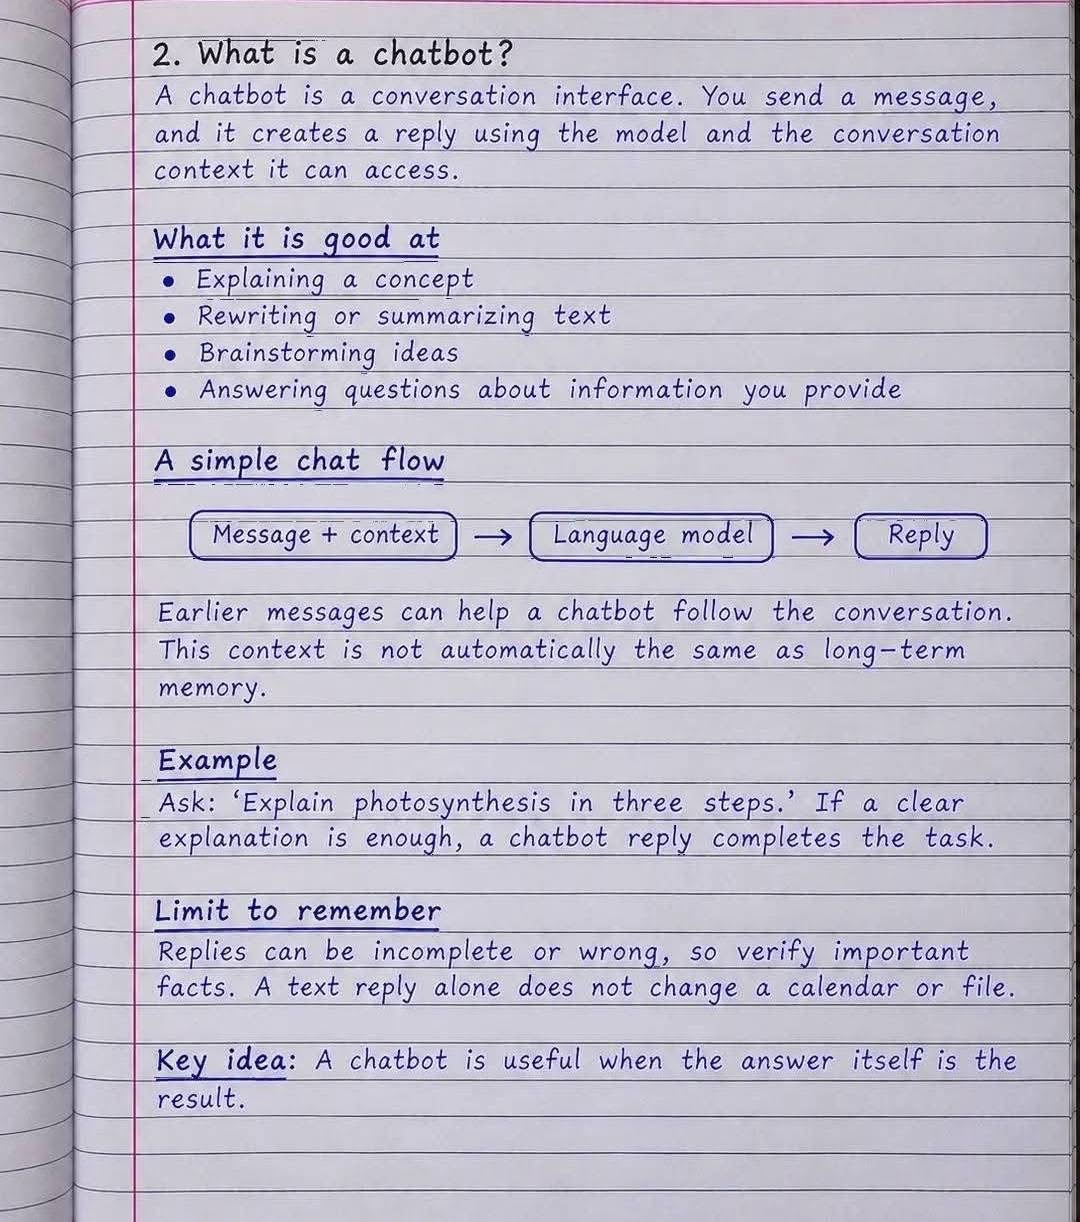 2. What is a chatbot?
A chatbot is a conversation interface. You send a message,
and it creates a reply using the model and the conversation
context it can access.
What it is good at
• Explaining a concept
• Rewriting or summarizing text
• Brainstorming ideas
• Answering questions about information you provide
A simple chat flow
Message + context → Language model → Reply
Earlier messages can help a chatbot follow the conversation.
This context is not automatically the same as long-term
memory.
Example
Ask: ‘Explain photosynthesis in three steps.’ If a clear
explanation is enough, a chatbot reply completes the task.
Limit to remember
Replies can be incomplete or wrong, so verify important
facts. A text reply alone does not change a calendar or file.
Key idea: A chatbot is useful when the answer itself is the
result.